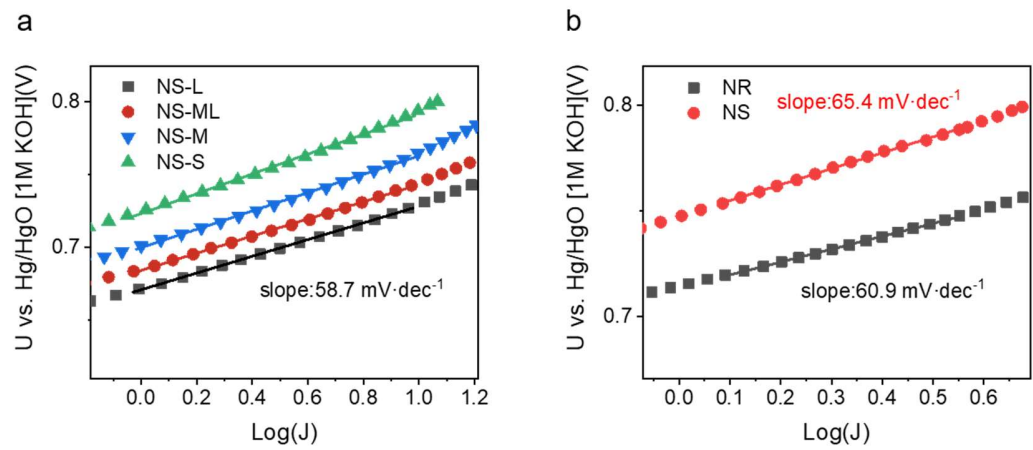 a
U vs. Hg/HgO [1M KOH](V)
0.8
0.7
NS-L
NS-ML
NS-M
NS-S
slope:58.7 mV·dec⁻¹
0.0 0.2 0.4 0.6 0.8 1.0 1.2
Log(J)
b
U vs. Hg/HgO [1M KOH](V)
0.8
0.7
NR
NS
slope:65.4 mV·dec⁻¹
slope:60.9 mV·dec⁻¹
0.0 0.1 0.2 0.3 0.4 0.5 0.6
Log(J)